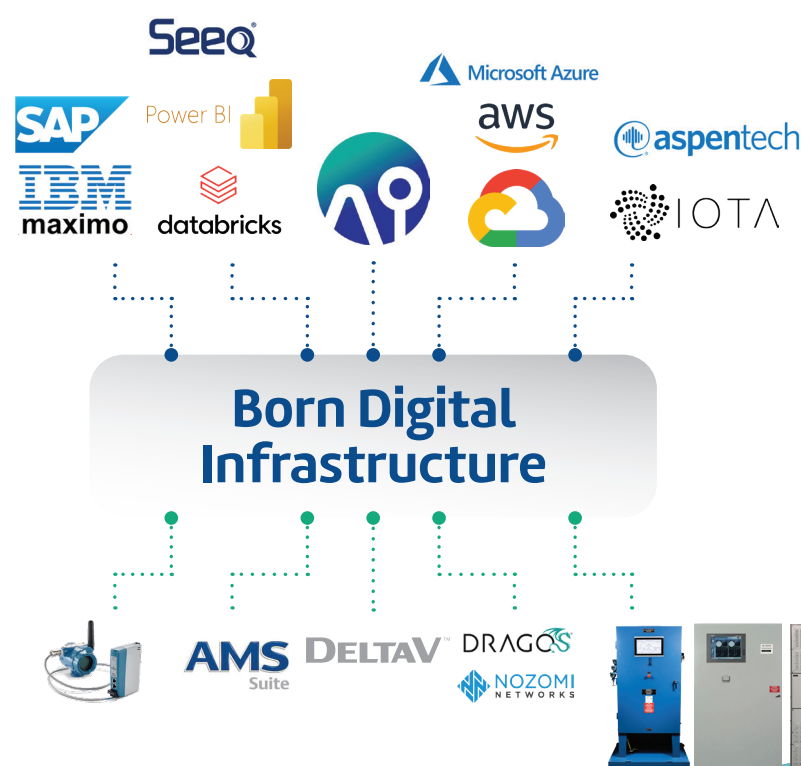 Seeq
Microsoft Azure
SAP
Power BI
aws
aspentech
IBM
maximo
databricks
IOTA
Born Digital
Infrastructure
AMS
Suite
DELTAV™
DRAGOS
NOZOMI
NETWORKS